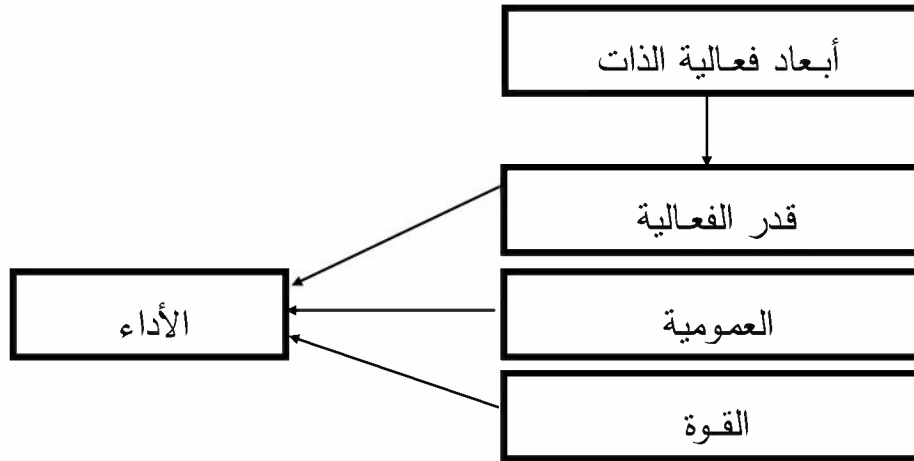 أبعاد فعالية الذات
قدر الفعالية
العمومية
الأداء
القوة